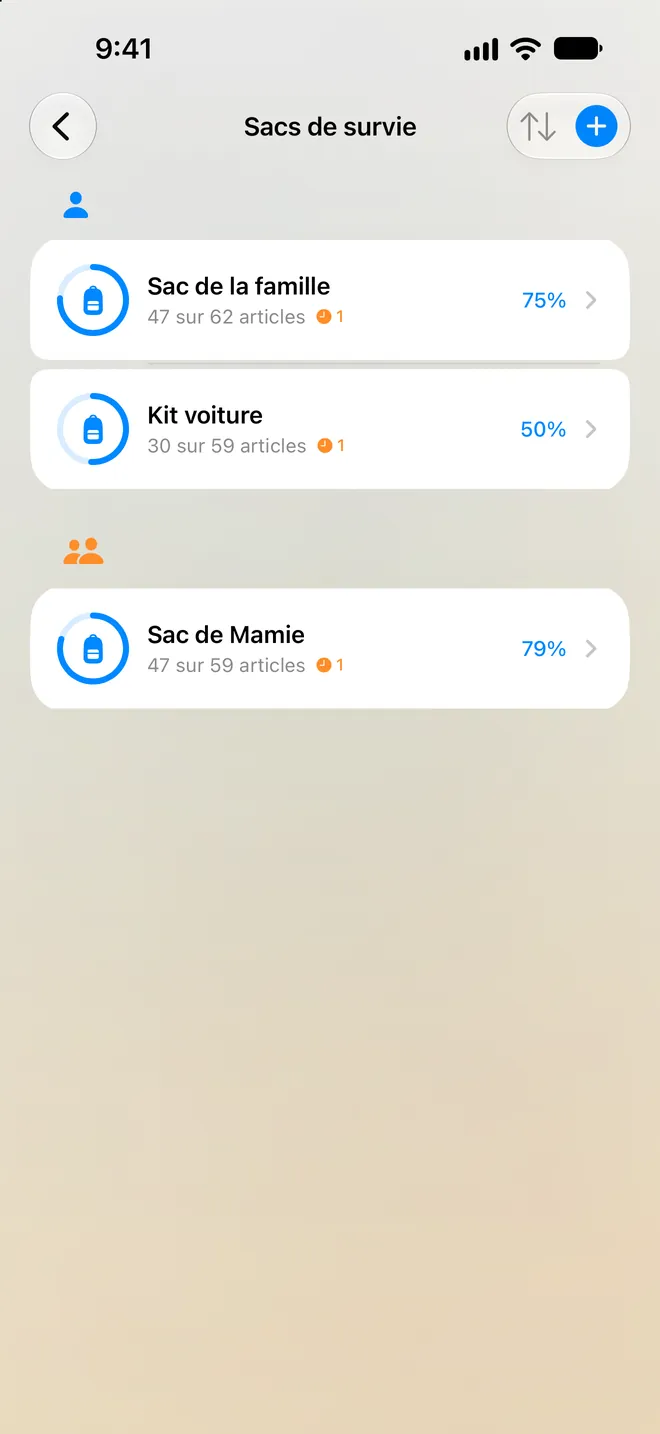 9:41
Sacs de survie
Sac de la famille
47 sur 62 articles 1
75%
Kit voiture
30 sur 59 articles 1
50%
Sac de Mamie
47 sur 59 articles 1
79%